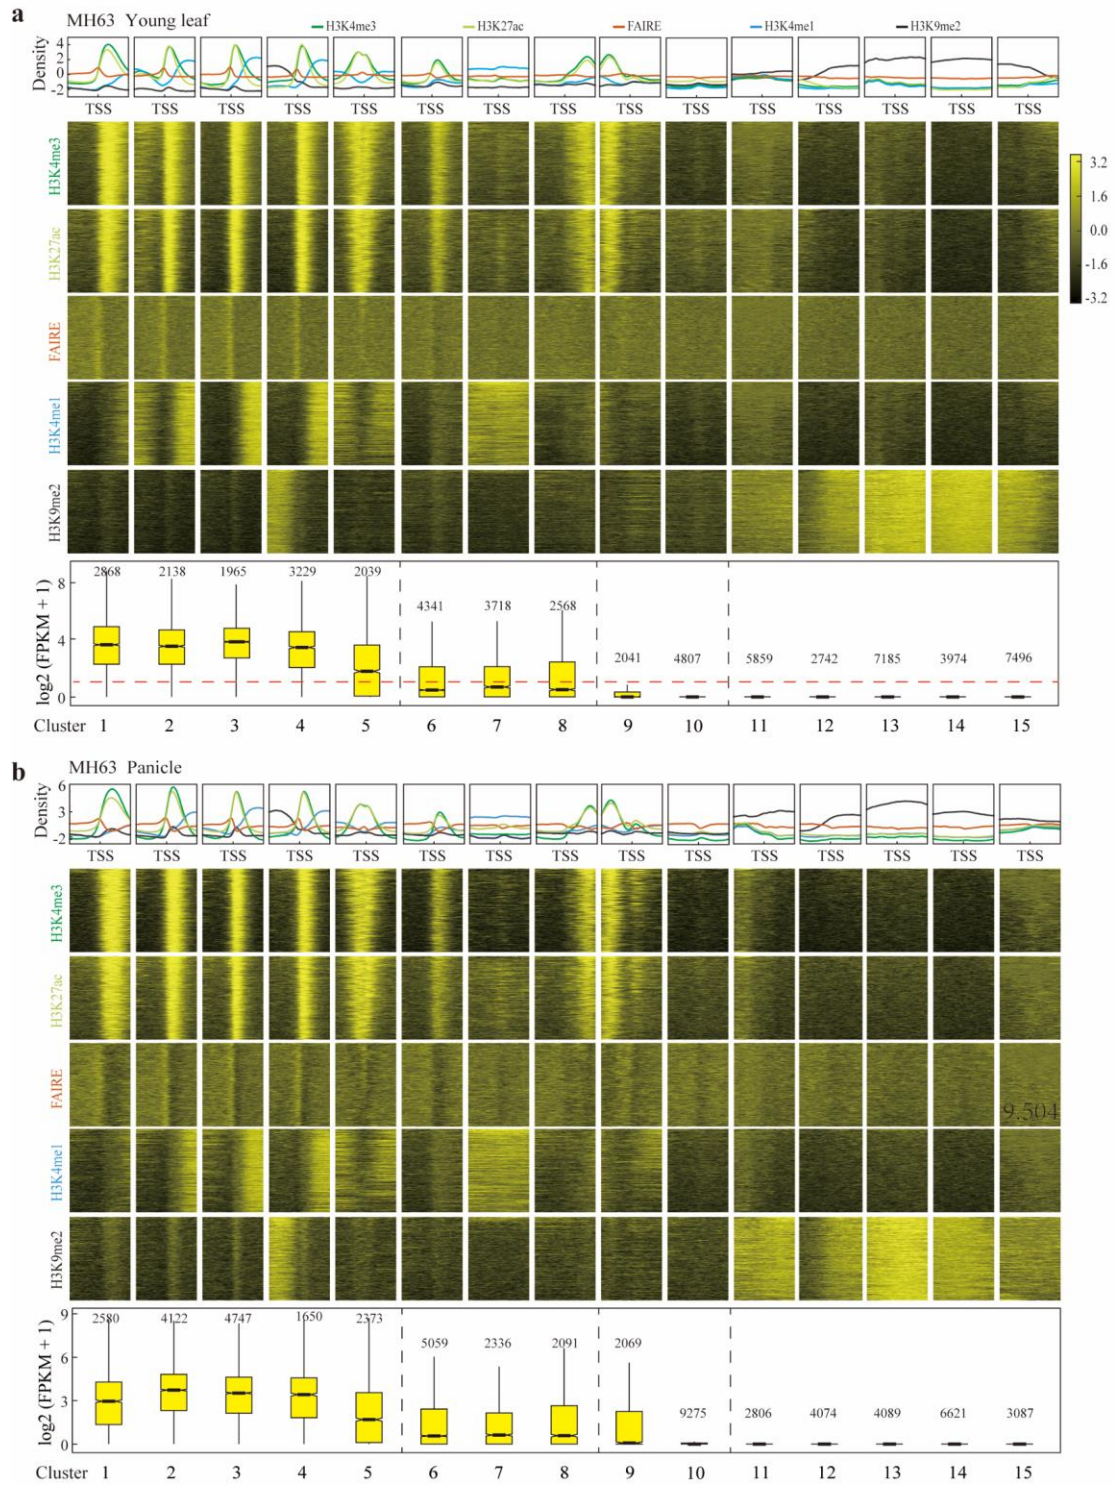 a
MH63 Young leaf
H3K4me3 H3K27ac FAIRE H3K4me1 H3K9me2
Density
4
2
0
-2
TSS TSS TSS TSS TSS TSS TSS TSS TSS TSS TSS TSS TSS TSS TSS
H3K4me3
H3K27ac
FAIRE
H3K4me1
H3K9me2
3.2
1.6
0.0
-1.6
-3.2
log2 (FPKM + 1)
8
4
0
2868 2138 1965 3229 2039 4341 3718 2568 2041 4807 5859 2742 7185 3974 7496
Cluster 1 2 3 4 5 6 7 8 9 10 11 12 13 14 15
b
MH63 Panicle
Density
6
3
-2
TSS TSS TSS TSS TSS TSS TSS TSS TSS TSS TSS TSS TSS TSS TSS
H3K4me3
H3K27ac
FAIRE
9.504
H3K4me1
H3K9me2
log2 (FPKM + 1)
9
6
3
0
2580 4122 4747 1650 2373 5059 2336 2091 2069 9275 2806 4074 4089 6621 3087
Cluster 1 2 3 4 5 6 7 8 9 10 11 12 13 14 15